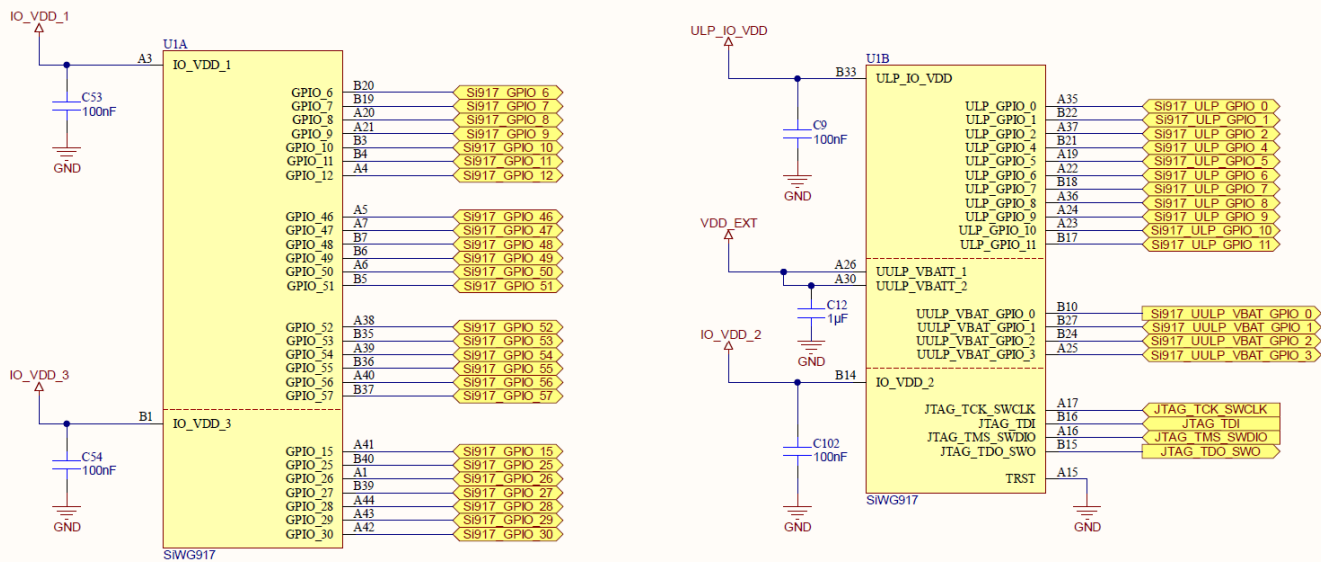 IO_VDD_1
U1A
A3 IO_VDD_1
C53
100nF
GND
GPIO_6 B20 Si917_GPIO_6
GPIO_7 B19 Si917_GPIO_7
GPIO_8 A20 Si917_GPIO_8
GPIO_9 A21 Si917_GPIO_9
GPIO_10 B3 Si917_GPIO_10
GPIO_11 B4 Si917_GPIO_11
GPIO_12 A4 Si917_GPIO_12
GPIO_46 A5 Si917_GPIO_46
GPIO_47 A7 Si917_GPIO_47
GPIO_48 B7 Si917_GPIO_48
GPIO_49 B6 Si917_GPIO_49
GPIO_50 A6 Si917_GPIO_50
GPIO_51 B5 Si917_GPIO_51
GPIO_52 A38 Si917_GPIO_52
GPIO_53 B35 Si917_GPIO_53
GPIO_54 A39 Si917_GPIO_54
GPIO_55 B36 Si917_GPIO_55
GPIO_56 A40 Si917_GPIO_56
GPIO_57 B37 Si917_GPIO_57
IO_VDD_3
B1 IO_VDD_3
C54
100nF
GND
GPIO_15 A41 Si917_GPIO_15
GPIO_25 B40 Si917_GPIO_25
GPIO_26 A1 Si917_GPIO_26
GPIO_27 B39 Si917_GPIO_27
GPIO_28 A44 Si917_GPIO_28
GPIO_29 A43 Si917_GPIO_29
GPIO_30 A42 Si917_GPIO_30
SiWG917
ULP_IO_VDD
U1B
B33 ULP_IO_VDD
C9
100nF
GND
ULP_GPIO_0 A35 Si917_ULP_GPIO_0
ULP_GPIO_1 B22 Si917_ULP_GPIO_1
ULP_GPIO_2 A37 Si917_ULP_GPIO_2
ULP_GPIO_4 B21 Si917_ULP_GPIO_4
ULP_GPIO_5 A19 Si917_ULP_GPIO_5
ULP_GPIO_6 A22 Si917_ULP_GPIO_6
ULP_GPIO_7 B18 Si917_ULP_GPIO_7
ULP_GPIO_8 A36 Si917_ULP_GPIO_8
ULP_GPIO_9 A24 Si917_ULP_GPIO_9
ULP_GPIO_10 A23 Si917_ULP_GPIO_10
ULP_GPIO_11 B17 Si917_ULP_GPIO_11
VDD_EXT
A26 UULP_VBATT_1
A30 UULP_VBATT_2
C12
1µF
GND
UULP_VBAT_GPIO_0 B10 Si917_UULP_VBAT_GPIO_0
UULP_VBAT_GPIO_1 B27 Si917_UULP_VBAT_GPIO_1
UULP_VBAT_GPIO_2 B24 Si917_UULP_VBAT_GPIO_2
UULP_VBAT_GPIO_3 A25 Si917_UULP_VBAT_GPIO_3
IO_VDD_2
B14 IO_VDD_2
C102
100nF
GND
JTAG_TCK_SWCLK A17 JTAG_TCK_SWCLK
JTAG_TDI B16 JTAG_TDI
JTAG_TMS_SWDIO A16 JTAG_TMS_SWDIO
JTAG_TDO_SWO B15 JTAG_TDO_SWO
TRST A15
GND
SiWG917